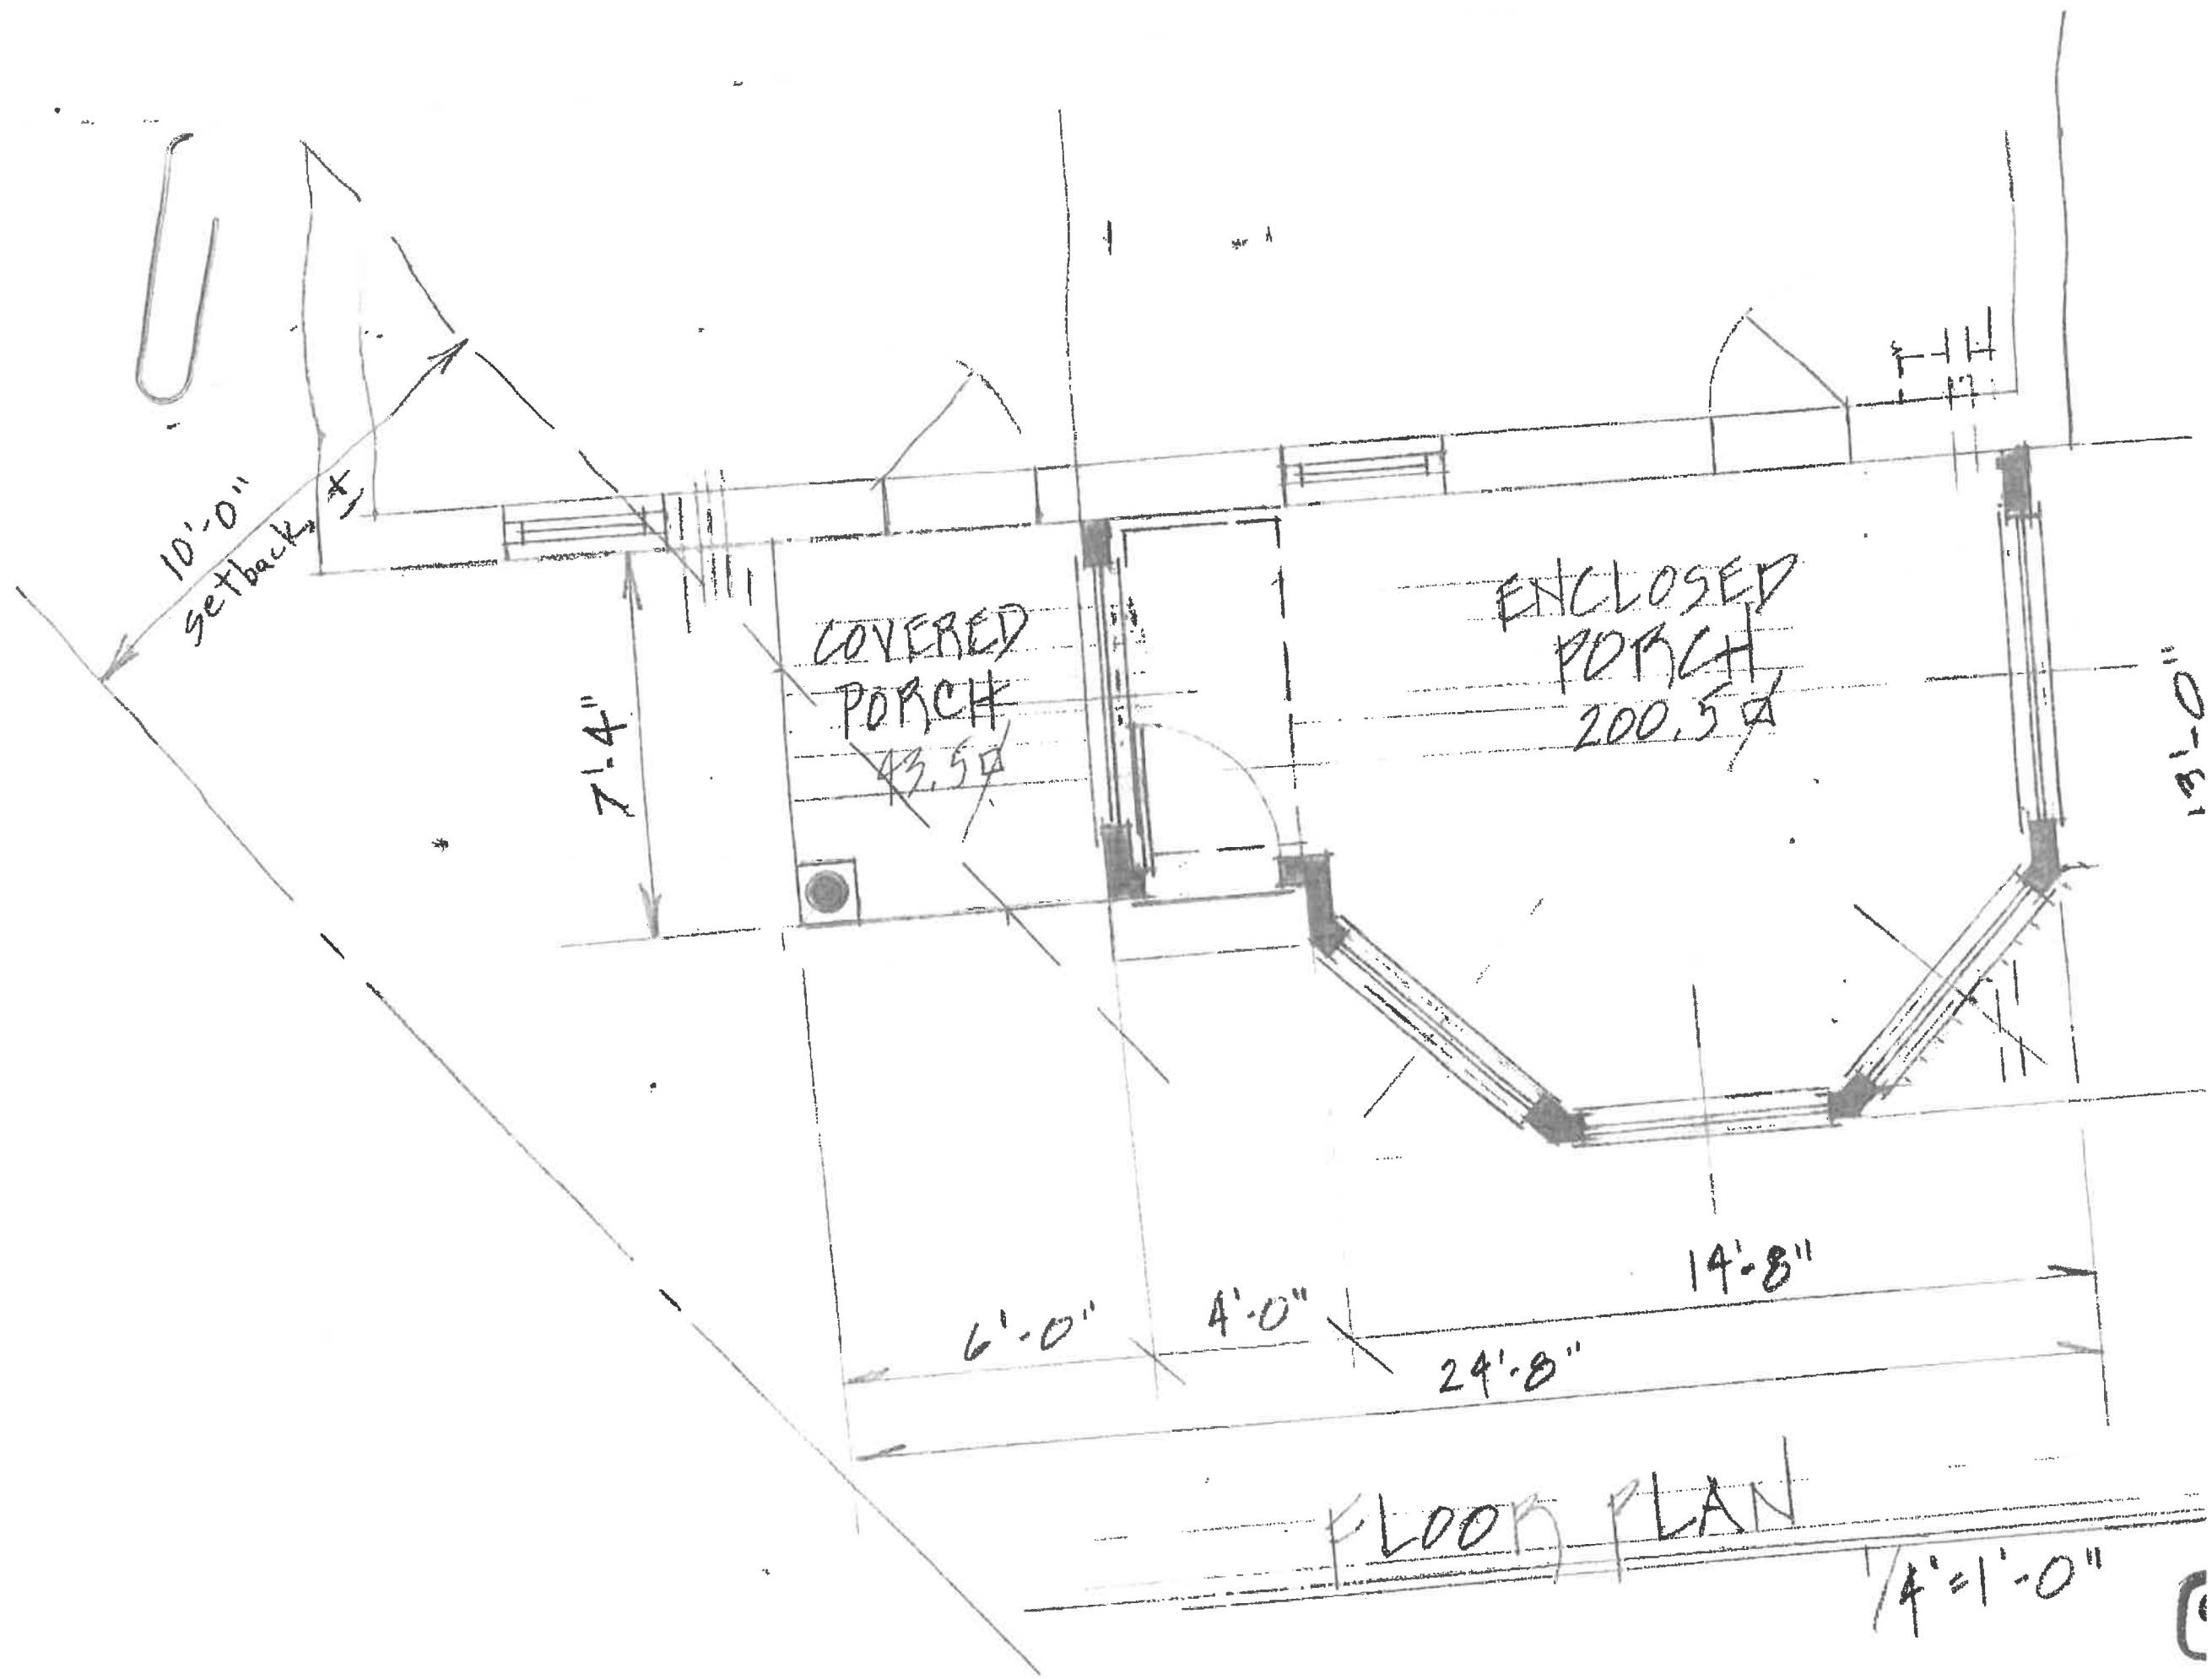 10'-0"
setback ±
7'-4"
COVERED
PORCH
43.5⌀
ENCLOSED
PORCH
200.5⌀
13'-0"
14'-8"
6'-0"
4'-0"
24'-8"
FLOOR PLAN
1/4"=1'-0"